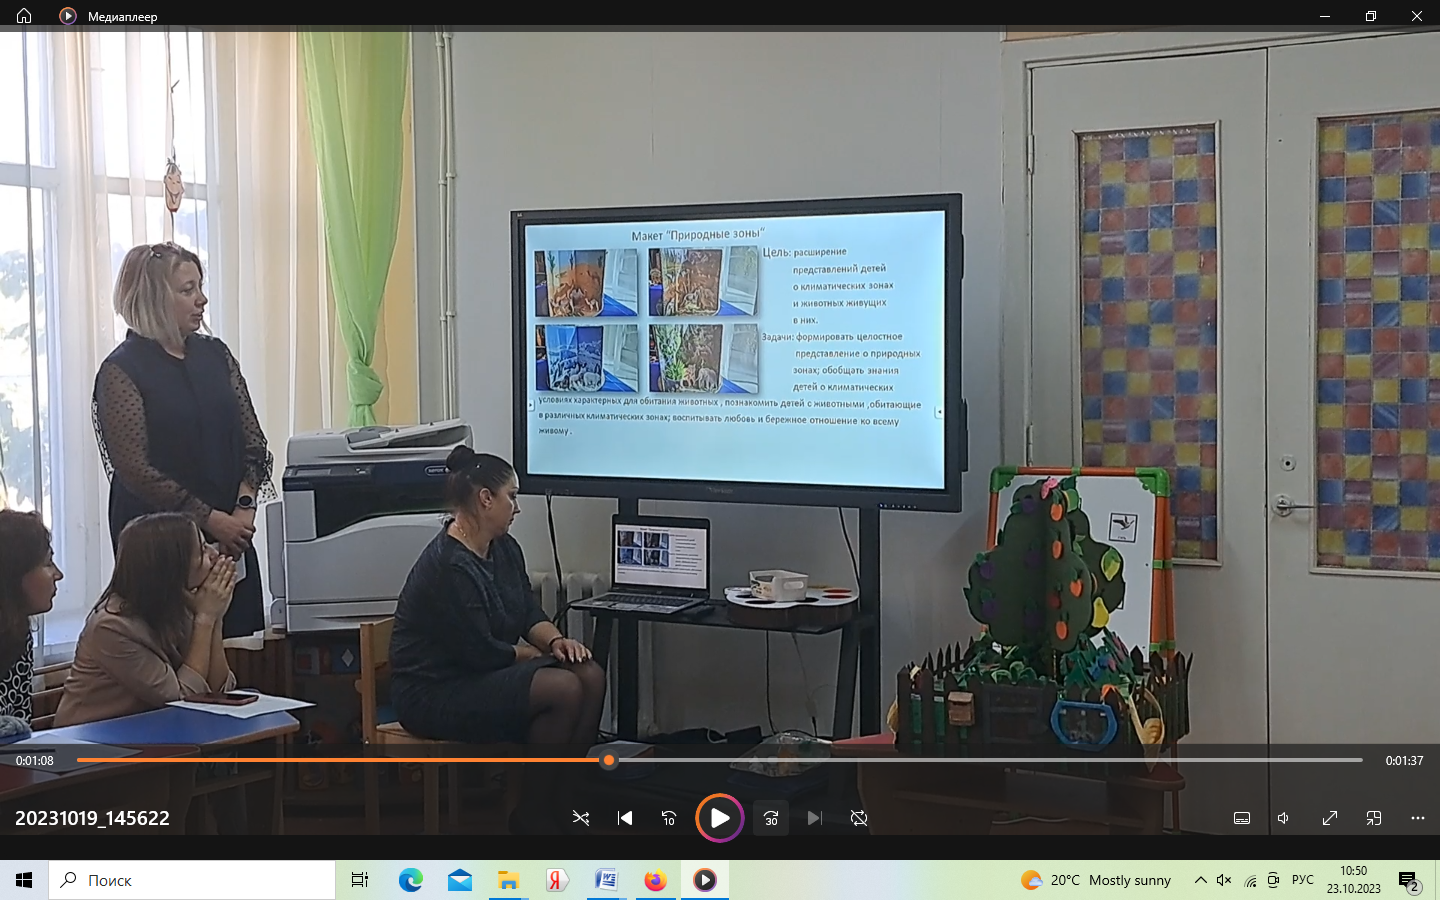 Медиаплеер
Макет "Природные зоны"
Цель: расширение
представлений детей
о климатических зонах
и животных живущих
в них.
Задачи: формировать целостное
представление о природных
зонах; обобщать знания
детей о климатических
условиях характерных для обитания животных , познакомить детей с животными ,обитающие
в различных климатических зонах; воспитывать любовь и бережное отношение ко всему
живому .
0:01:08
0:01:37
20231019_145622
10
30
Поиск
20°C Mostly sunny
РУС
10:50
23.10.2023
2